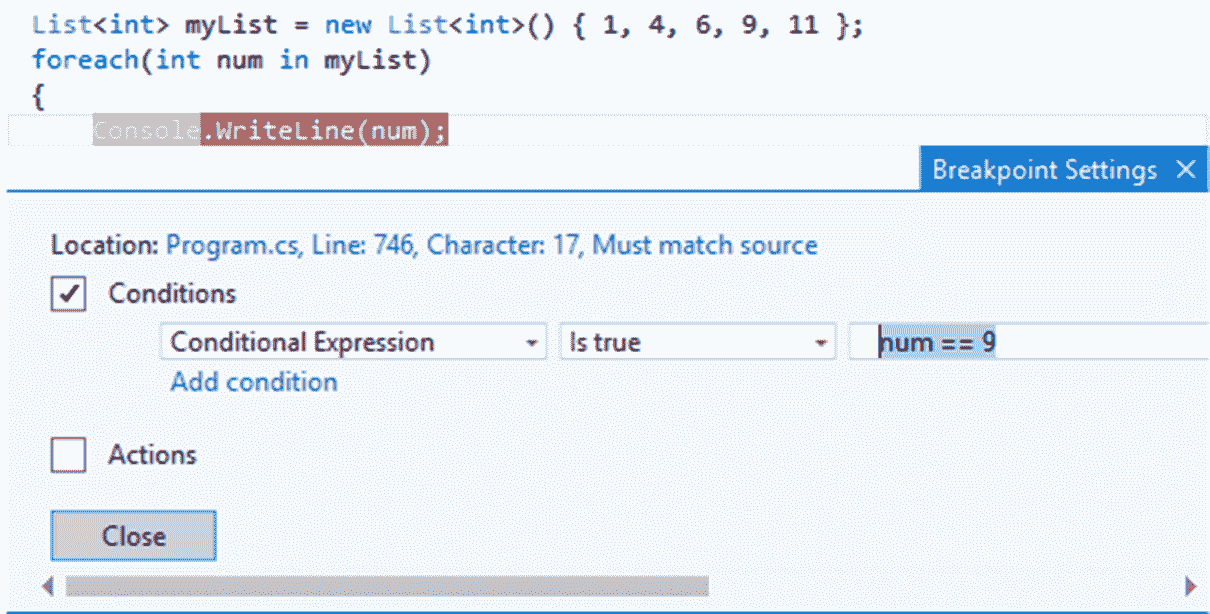 List<int> myList = new List<int>() { 1, 4, 6, 9, 11 };
foreach(int num in myList)
{
Console.WriteLine(num);
Breakpoint Settings
Location: Program.cs, Line: 746, Character: 17, Must match source
Conditions
Conditional Expression Is true num == 9
Add condition
Actions
Close